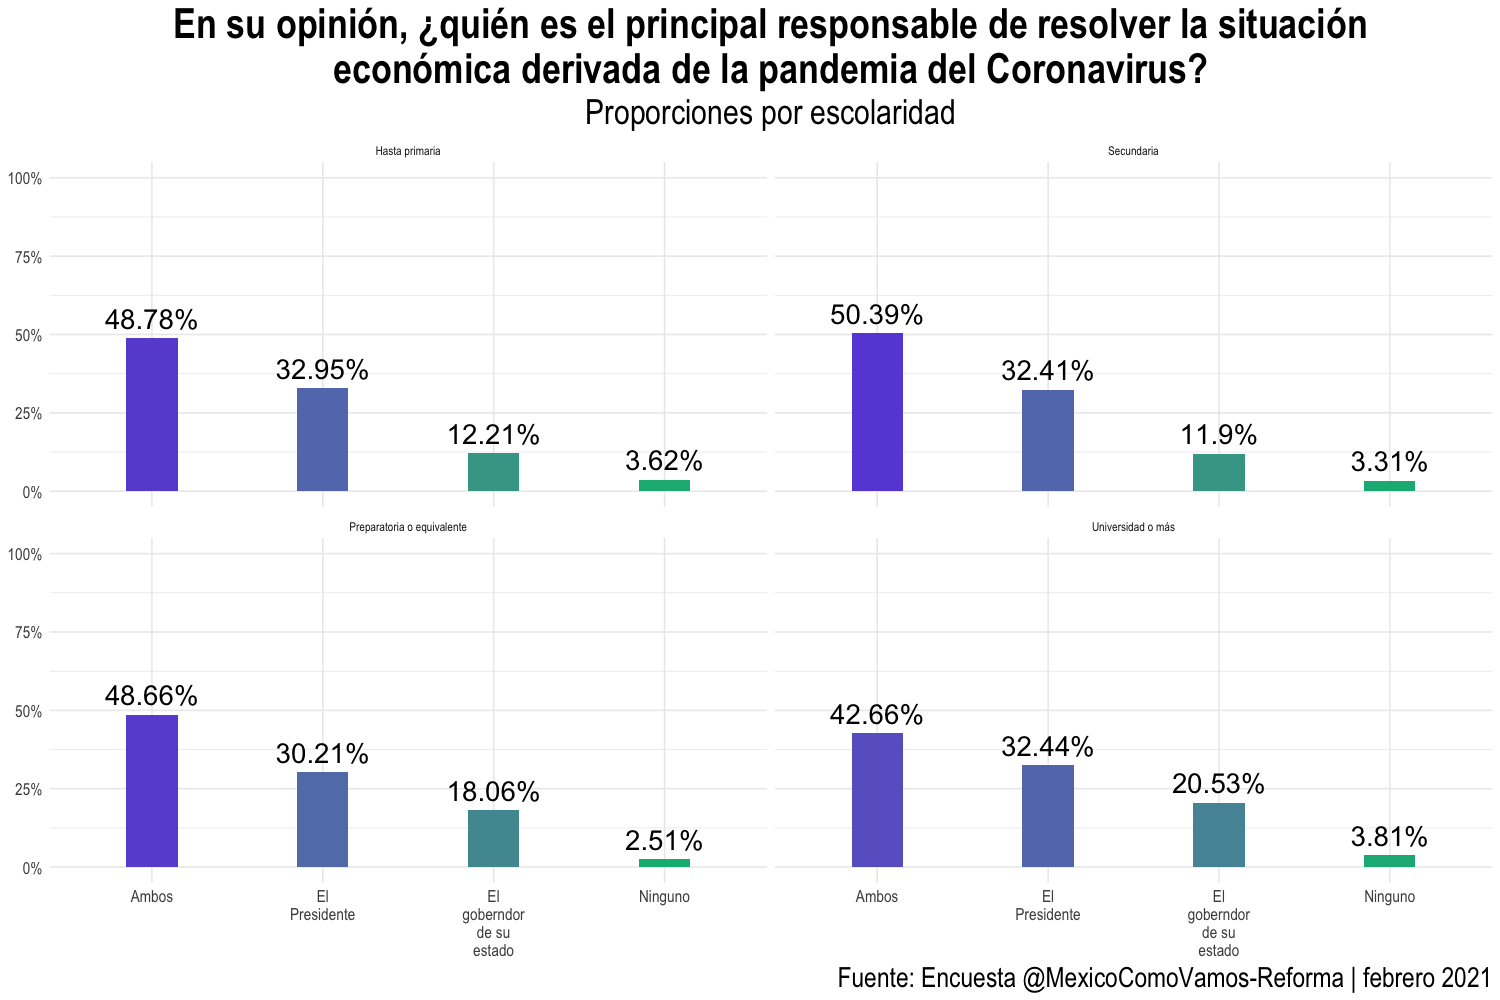 En su opinión, ¿quién es el principal responsable de resolver la situación
económica derivada de la pandemia del Coronavirus?
Proporciones por escolaridad
Hasta primaria
Secundaria
100%
75%
50%
25%
0%
48.78%
32.95%
12.21%
3.62%
50.39%
32.41%
11.9%
3.31%
Preparatoria o equivalente
Universidad o más
100%
75%
50%
25%
0%
48.66%
30.21%
18.06%
2.51%
42.66%
32.44%
20.53%
3.81%
Ambos
El
Presidente
El
goberndor
de su
estado
Ninguno
Ambos
El
Presidente
El
goberndor
de su
estado
Ninguno
Fuente: Encuesta @MexicoComoVamos-Reforma | febrero 2021